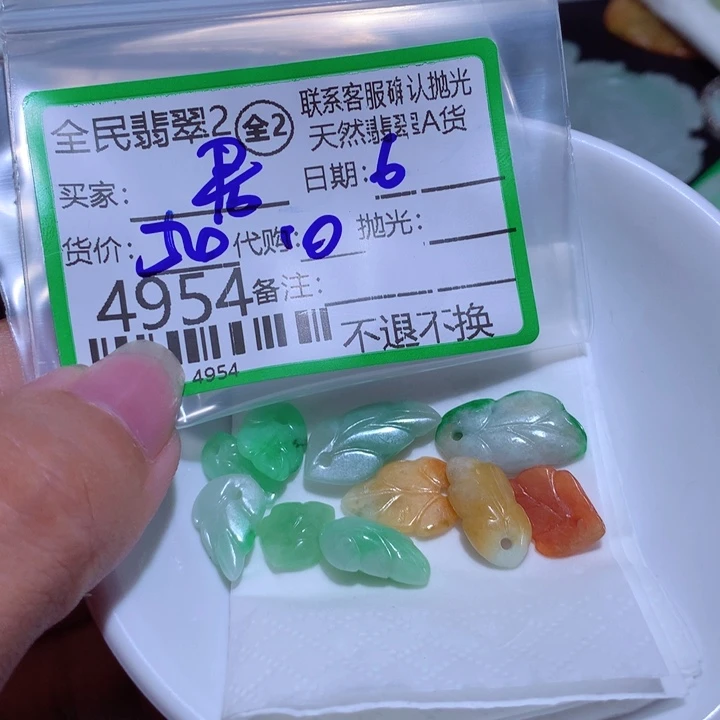 全民翡翠2 全2
联系客服确认抛光
天然翡翠A货
买家：
日期：6
货价： 代购：10 抛光：
4954 备注：
不退不换
4954